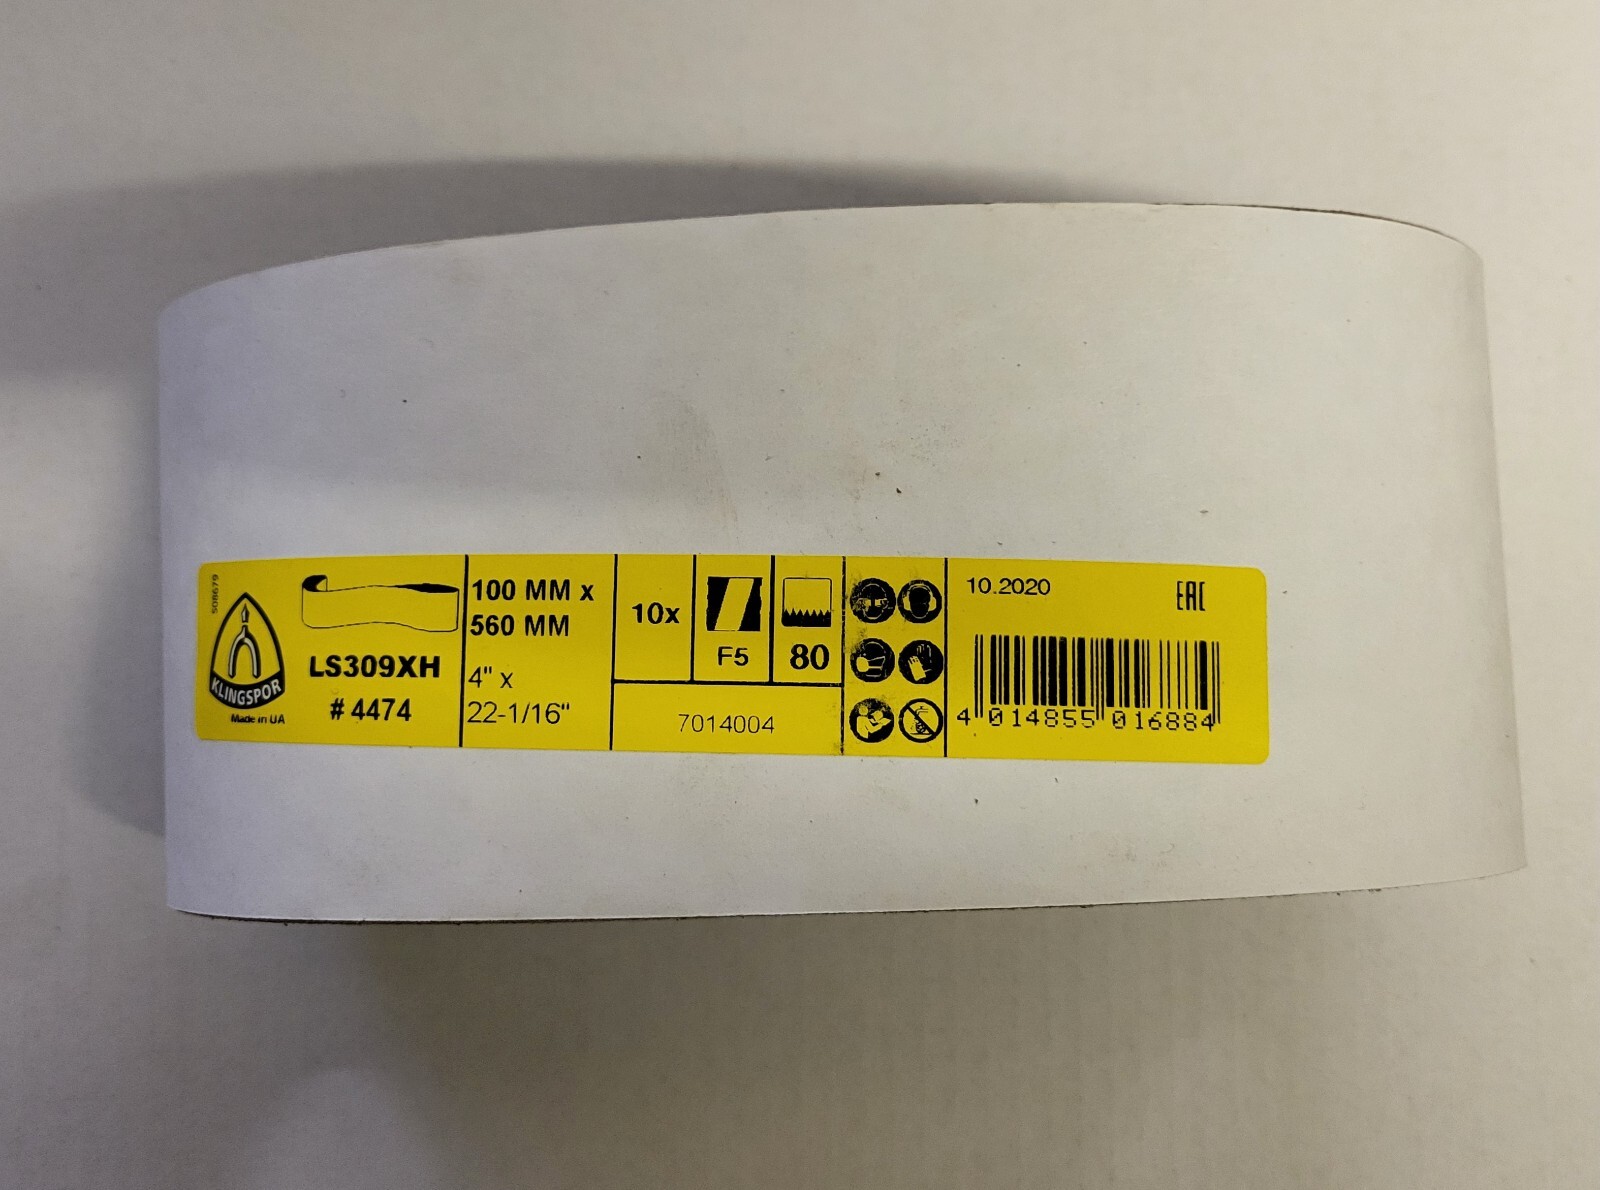 508679
KLINGSPOR
Made in UA
LS309XH
# 4474
100 MM x
560 MM
4" x
22-1/16"
10x
F5
80
7014004
10.2020
EAC
4 014855 016884